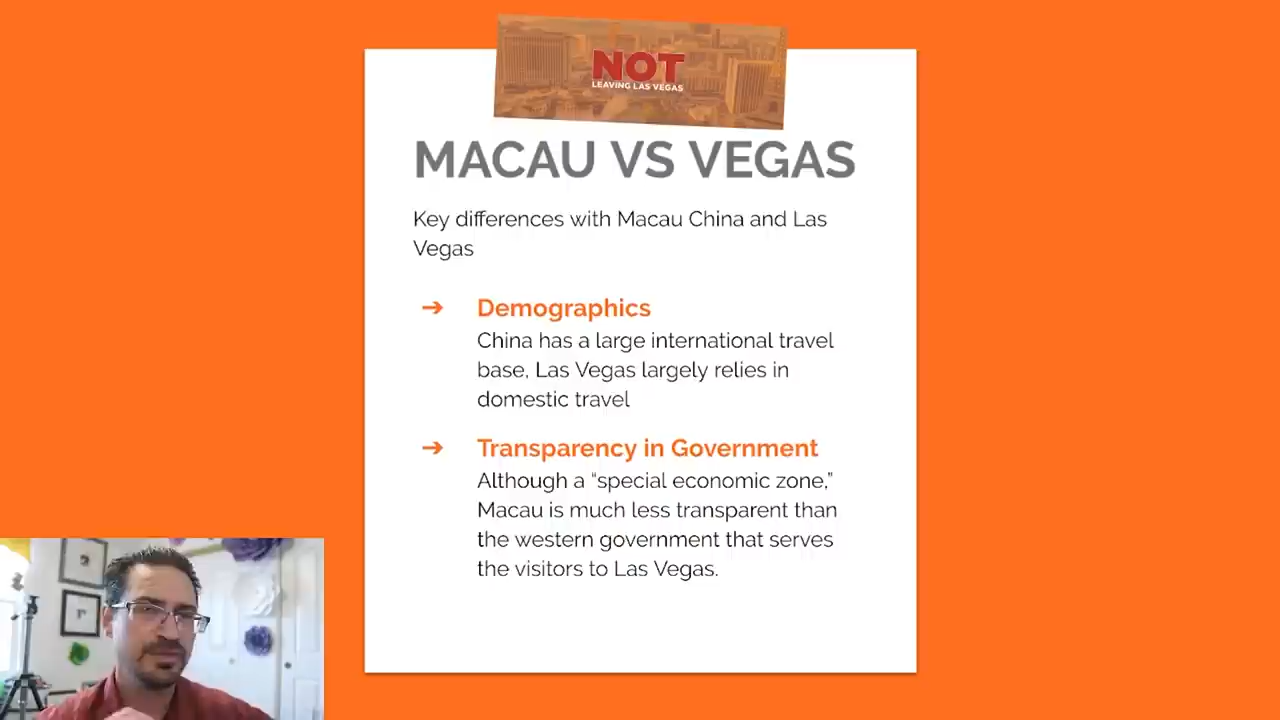 NOT
LEAVING LAS VEGAS
MACAU VS VEGAS
Key differences with Macau China and Las
Vegas
➔ Demographics
China has a large international travel
base, Las Vegas largely relies in
domestic travel
➔ Transparency in Government
Although a “special economic zone,”
Macau is much less transparent than
the western government that serves
the visitors to Las Vegas.